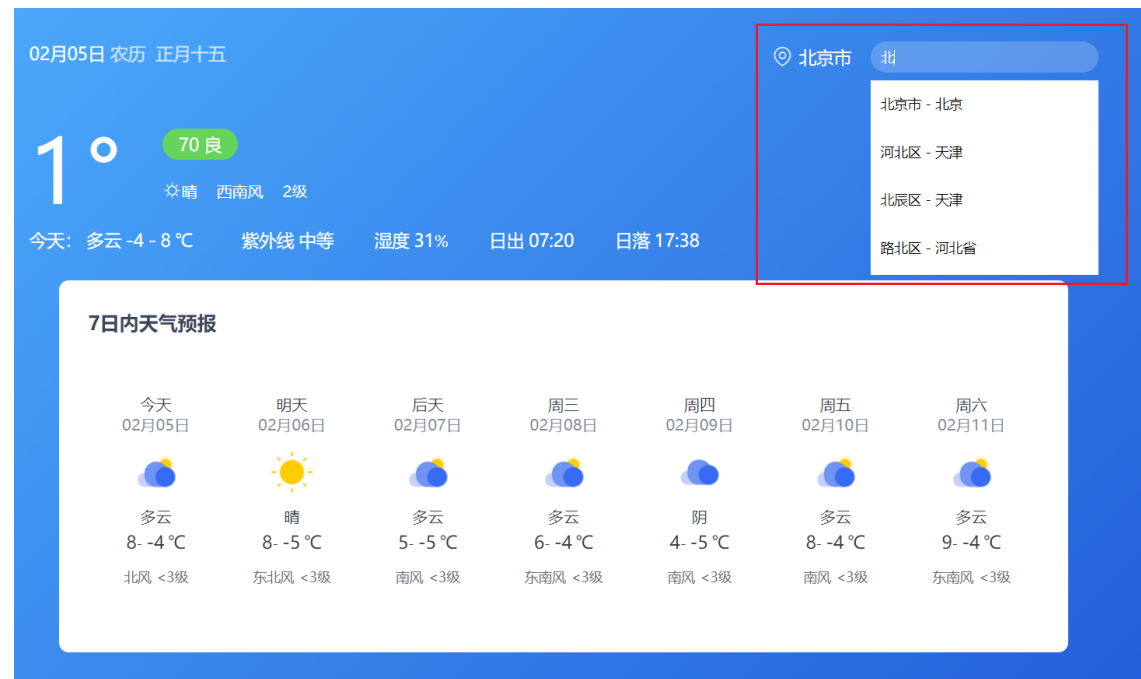 02月05日 农历 正月十五
北京市 北
北京市 - 北京
河北区 - 天津
北辰区 - 天津
路北区 - 河北省
1°
70 良
晴 西南风 2级
今天: 多云 -4 - 8 ℃ 紫外线 中等 湿度 31% 日出 07:20 日落 17:38
7日内天气预报
今天 明天 后天 周三 周四 周五 周六
02月05日 02月06日 02月07日 02月08日 02月09日 02月10日 02月11日
多云 晴 多云 多云 阴 多云 多云
8- -4 ℃ 8- -5 ℃ 5- -5 ℃ 6- -4 ℃ 4- -5 ℃ 8- -4 ℃ 9- -4 ℃
北风 <3级 东北风 <3级 南风 <3级 东南风 <3级 南风 <3级 南风 <3级 东南风 <3级